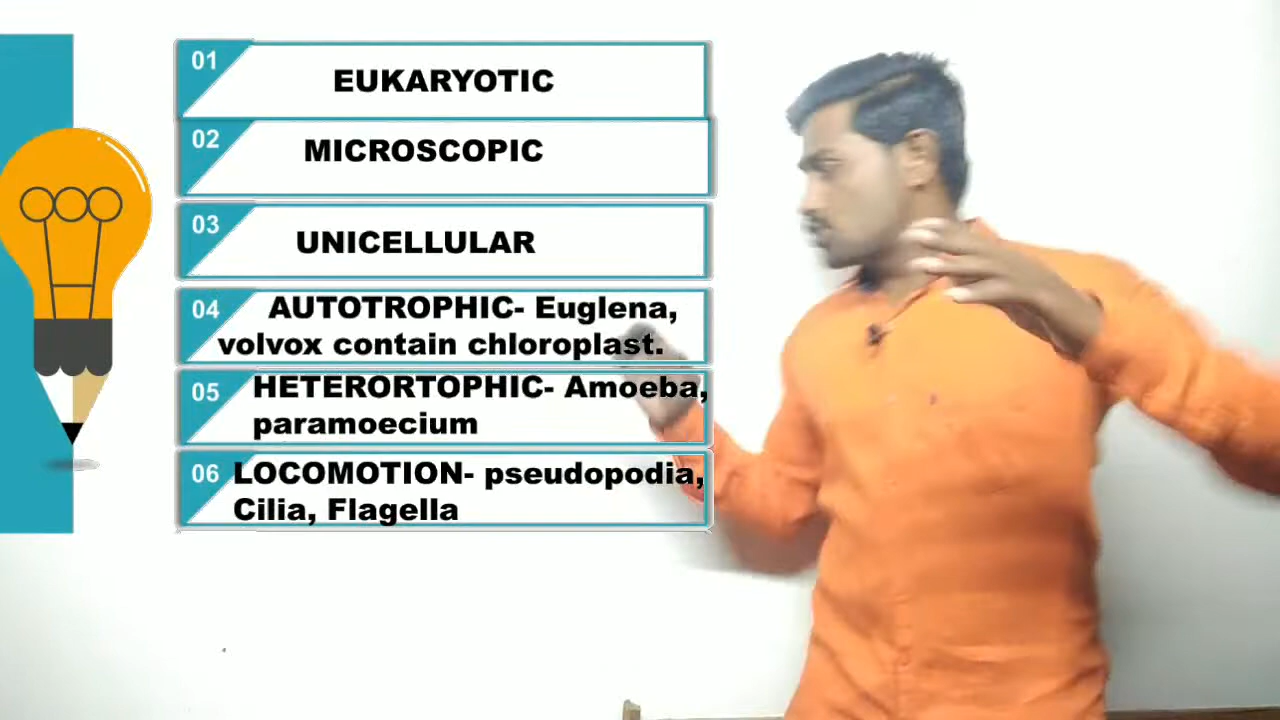 01
EUKARYOTIC
02
MICROSCOPIC
03
UNICELLULAR
04
AUTOTROPHIC- Euglena,
volvox contain chloroplast.
05
HETERORTOPHIC- Amoeba,
paramoecium
06
LOCOMOTION- pseudopodia,
Cilia, Flagella